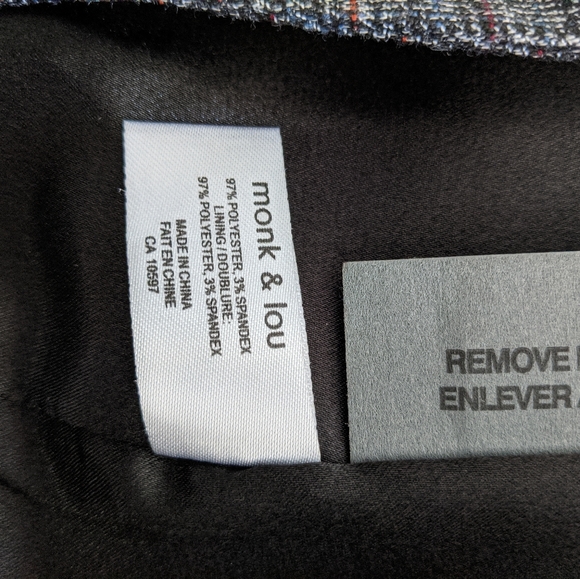 monk & lou
97% POLYESTER, 3% SPANDEX
LINING / DOUBLURE:
97% POLYESTER, 3% SPANDEX
MADE IN CHINA
FAIT EN CHINE
CA 10597
REMOVE
ENLEVER